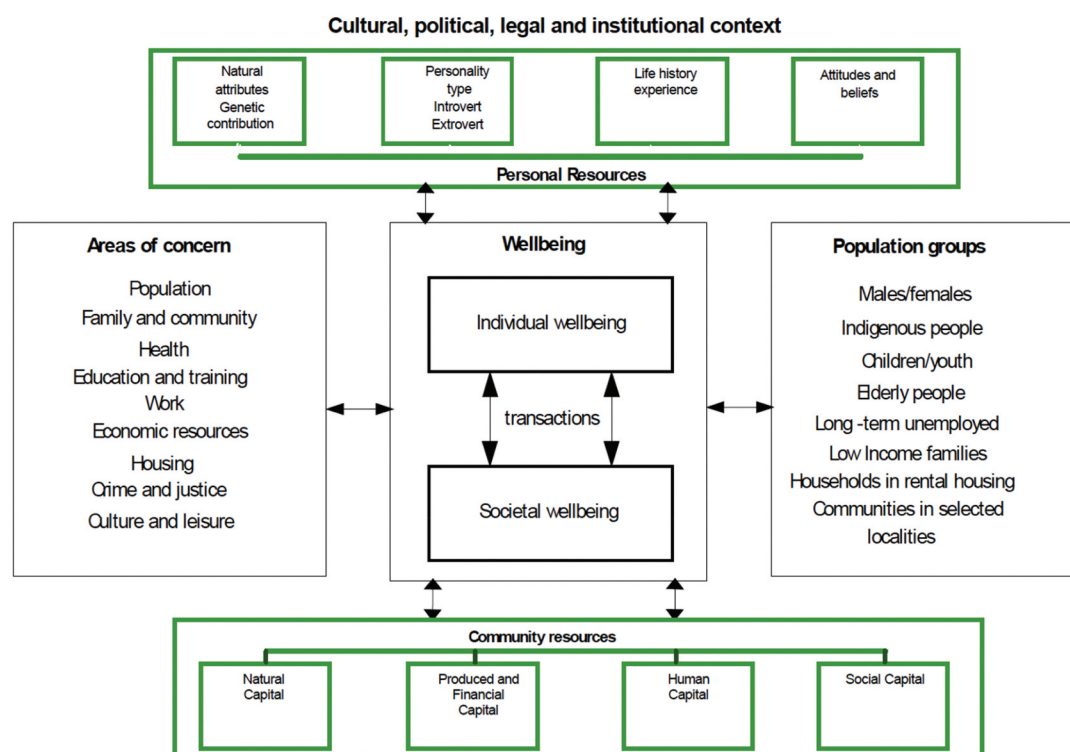 Cultural, political, legal and institutional context
Natural
attributes
Genetic
contribution
Personality
type
Introvert
Extrovert
Life history
experience
Attitudes and
beliefs
Personal Resources
Areas of concern
Population
Family and community
Health
Education and training
Work
Economic resources
Housing
Crime and justice
Culture and leisure
Wellbeing
Individual wellbeing
transactions
Societal wellbeing
Population groups
Males/females
Indigenous people
Children/youth
Elderly people
Long -term unemployed
Low Income families
Households in rental housing
Communities in selected
localities
Community resources
Natural
Capital
Produced and
Financial
Capital
Human
Capital
Social Capital